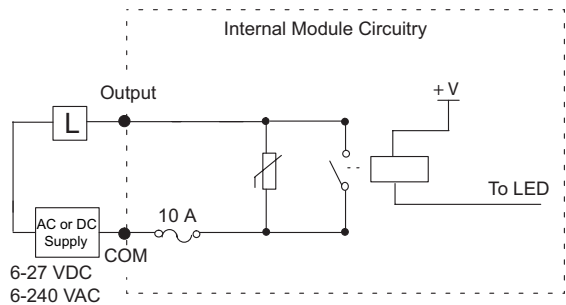 Internal Module Circuitry
Output
+ V
L
To LED
10 A
AC or DC
Supply
COM
6-27 VDC
6-240 VAC